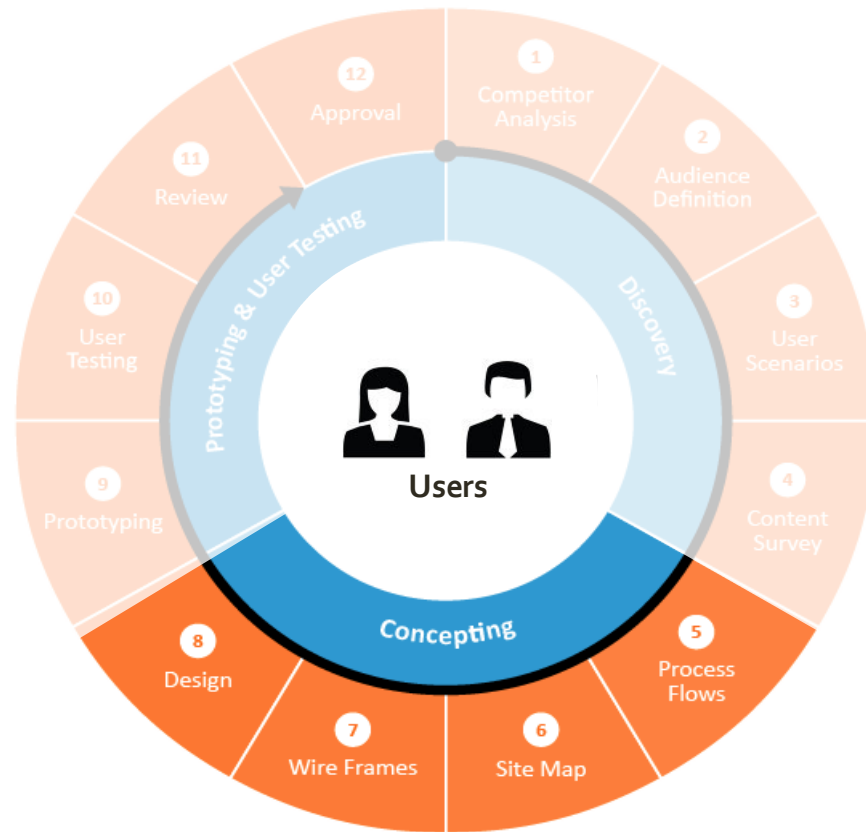 1
Competitor
Analysis
2
Audience
Definition
3
User
Scenarios
4
Content
Survey
5
Process
Flows
6
Site Map
7
Wire Frames
8
Design
9
Prototyping
10
User
Testing
11
Review
12
Approval
Discovery
Concepting
Prototyping & User Testing
Users